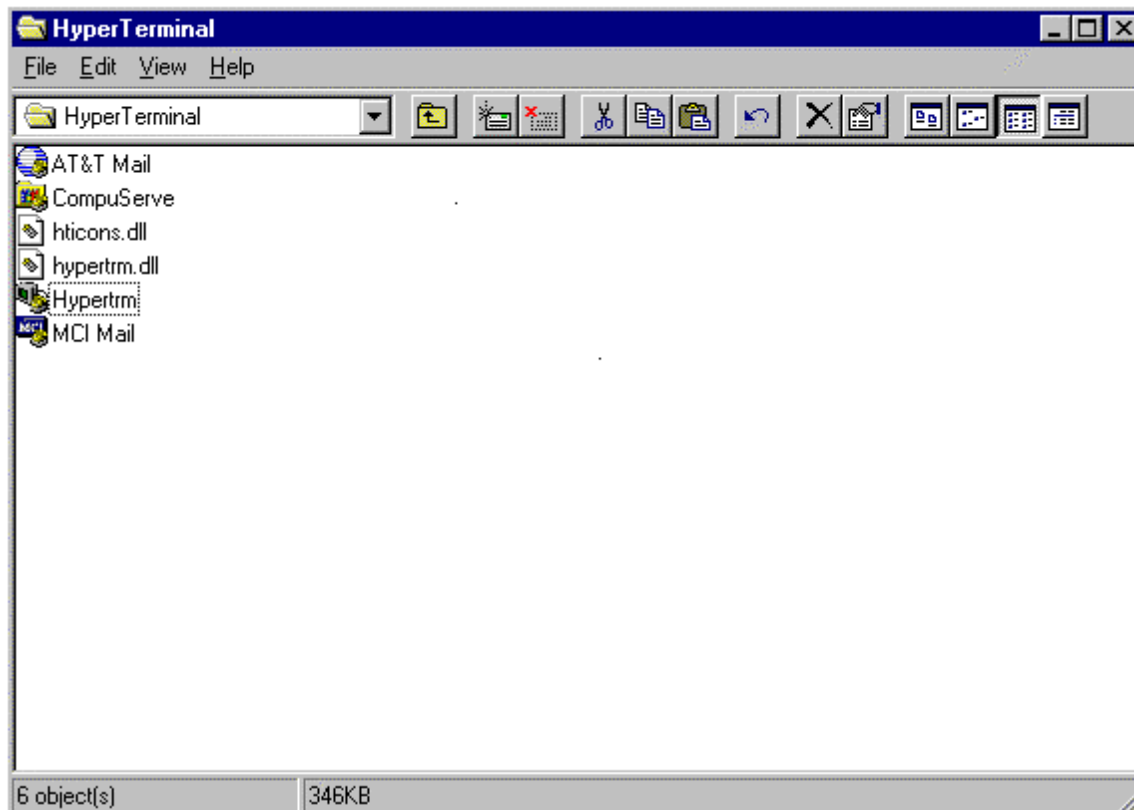 HyperTerminal
File Edit View Help
HyperTerminal
AT&T Mail
CompuServe
hticons.dll
hypertrm.dll
Hypertrm
MCI Mail
6 object(s) 346KB